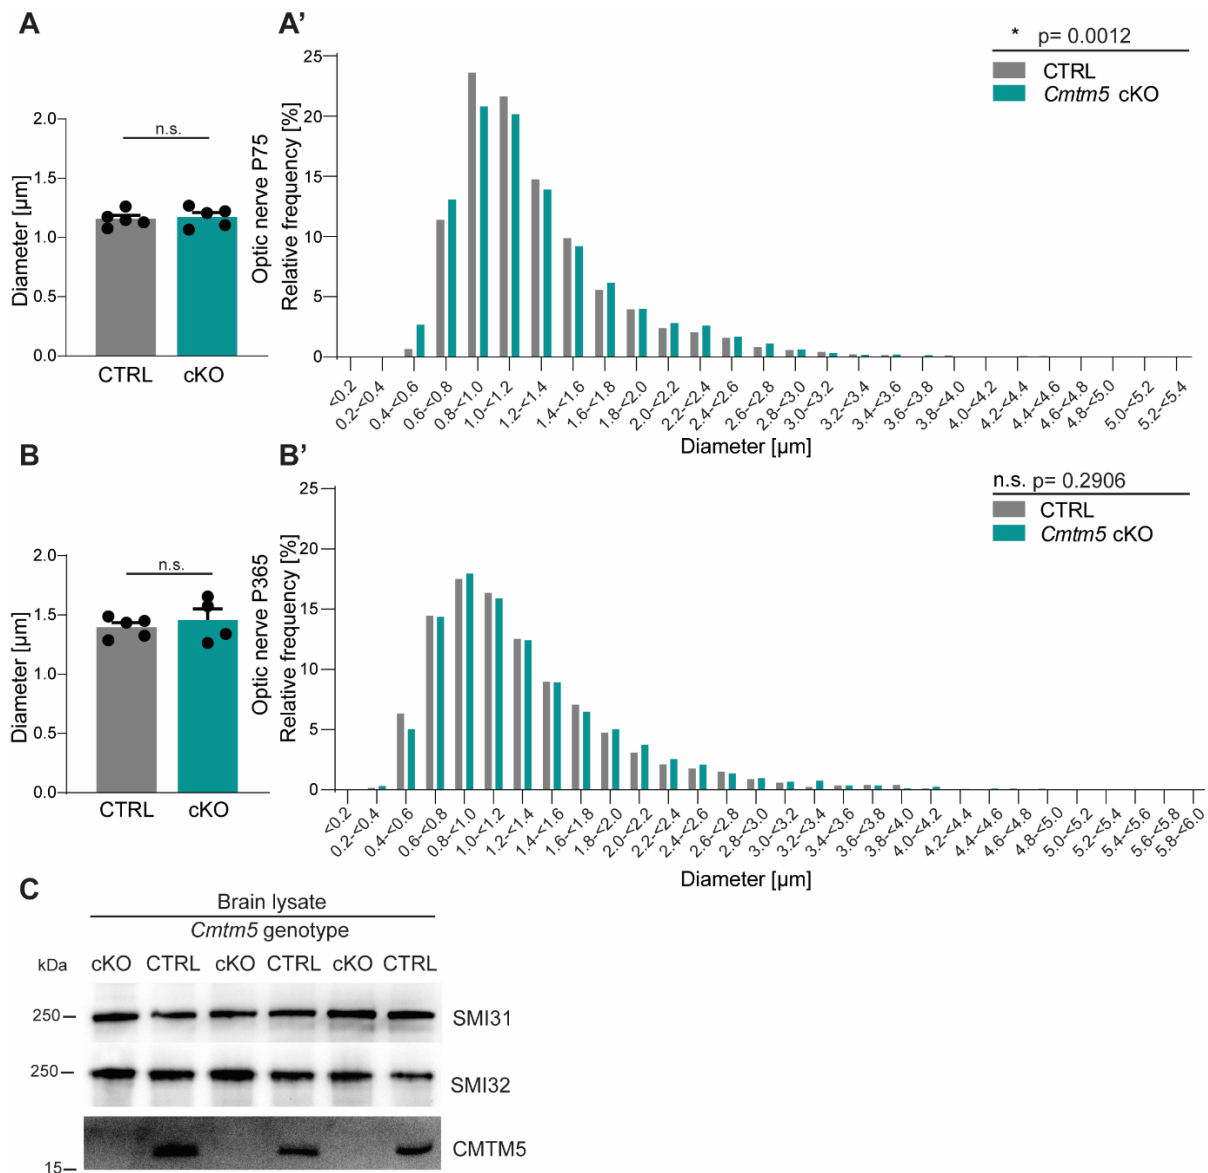 A
2.0
1.5
1.0
0.5
0.0
Diameter [µm]
n.s.
CTRL
cKO
Optic nerve P75
A’
* p= 0.0012
CTRL
Cmtm5 cKO
25
20
15
10
5
0
Relative frequency [%]
<0.2
0.2-<0.4
0.4-<0.6
0.6-<0.8
0.8-<1.0
1.0-<1.2
1.2-<1.4
1.4-<1.6
1.6-<1.8
1.8-<2.0
2.0-<2.2
2.2-<2.4
2.4-<2.6
2.6-<2.8
2.8-<3.0
3.0-<3.2
3.2-<3.4
3.4-<3.6
3.6-<3.8
3.8-<4.0
4.0-<4.2
4.2-<4.4
4.4-<4.6
4.8-<5.0
5.0-<5.2
5.2-<5.4
Diameter [µm]
B
2.0
1.5
1.0
0.5
0.0
Diameter [µm]
n.s.
CTRL
cKO
Optic nerve P365
B’
n.s. p= 0.2906
CTRL
Cmtm5 cKO
25
20
15
10
5
0
Relative frequency [%]
<0.2
0.2-<0.4
0.4-<0.6
0.6-<0.8
0.8-<1.0
1.0-<1.2
1.2-<1.4
1.4-<1.6
1.6-<1.8
1.8-<2.0
2.0-<2.2
2.2-<2.4
2.4-<2.6
2.6-<2.8
2.8-<3.0
3.0-<3.2
3.2-<3.4
3.4-<3.6
3.6-<3.8
3.8-<4.0
4.0-<4.2
4.2-<4.4
4.4-<4.6
4.6-<4.8
4.8-<5.0
5.0-<5.2
5.2-<5.4
5.4-<5.6
5.6-<5.8
5.8-<6.0
Diameter [µm]
C
Brain lysate
Cmtm5 genotype
kDa cKO CTRL cKO CTRL cKO CTRL
250 SMI31
250 SMI32
CMTM5
15